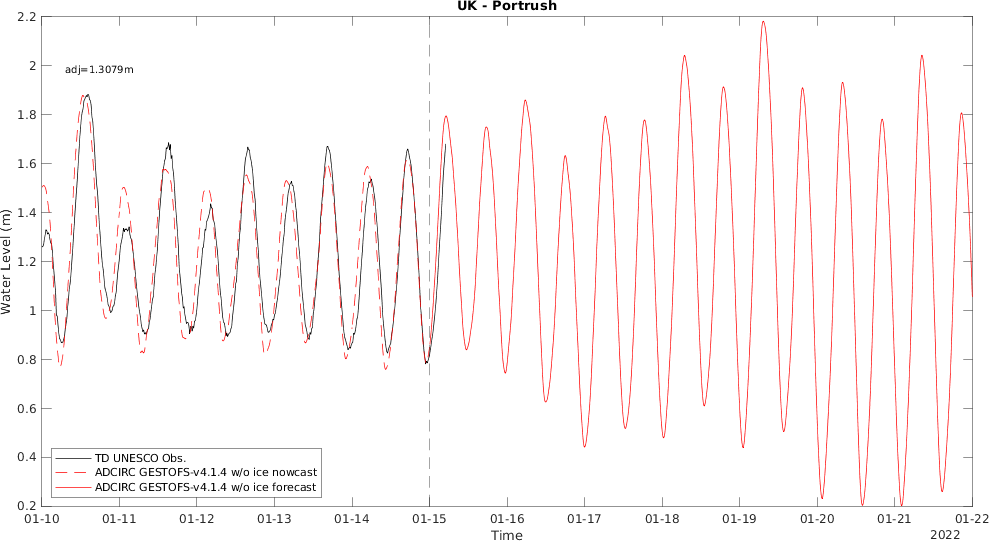 UK - Portrush
2.2
2
1.8
1.6
1.4
1.2
1
0.8
0.6
0.4
0.2
Water Level (m)
adj=1.3079m
TD UNESCO Obs.
ADCIRC GESTOFS-v4.1.4 w/o ice nowcast
ADCIRC GESTOFS-v4.1.4 w/o ice forecast
01-10 01-11 01-12 01-13 01-14 01-15 01-16 01-17 01-18 01-19 01-20 01-21 01-22
Time
2022